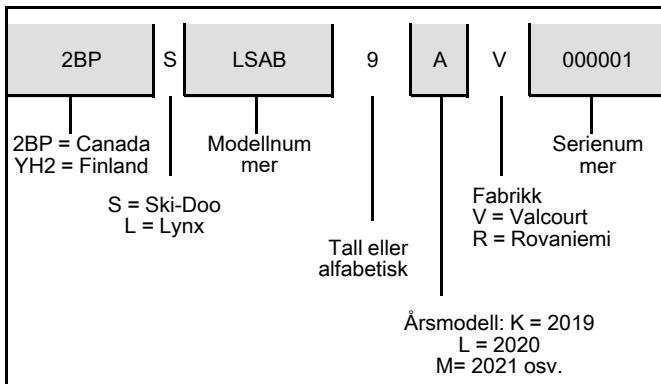 2BP S LSAB 9 A V 000001
2BP = Canada
YH2 = Finland
Modellnum
mer
Serienum
mer
S = Ski-Doo
L = Lynx
Fabrikk
V = Valcourt
R = Rovaniemi
Tall eller
alfabetisk
Årsmodell: K = 2019
L = 2020
M= 2021 osv.